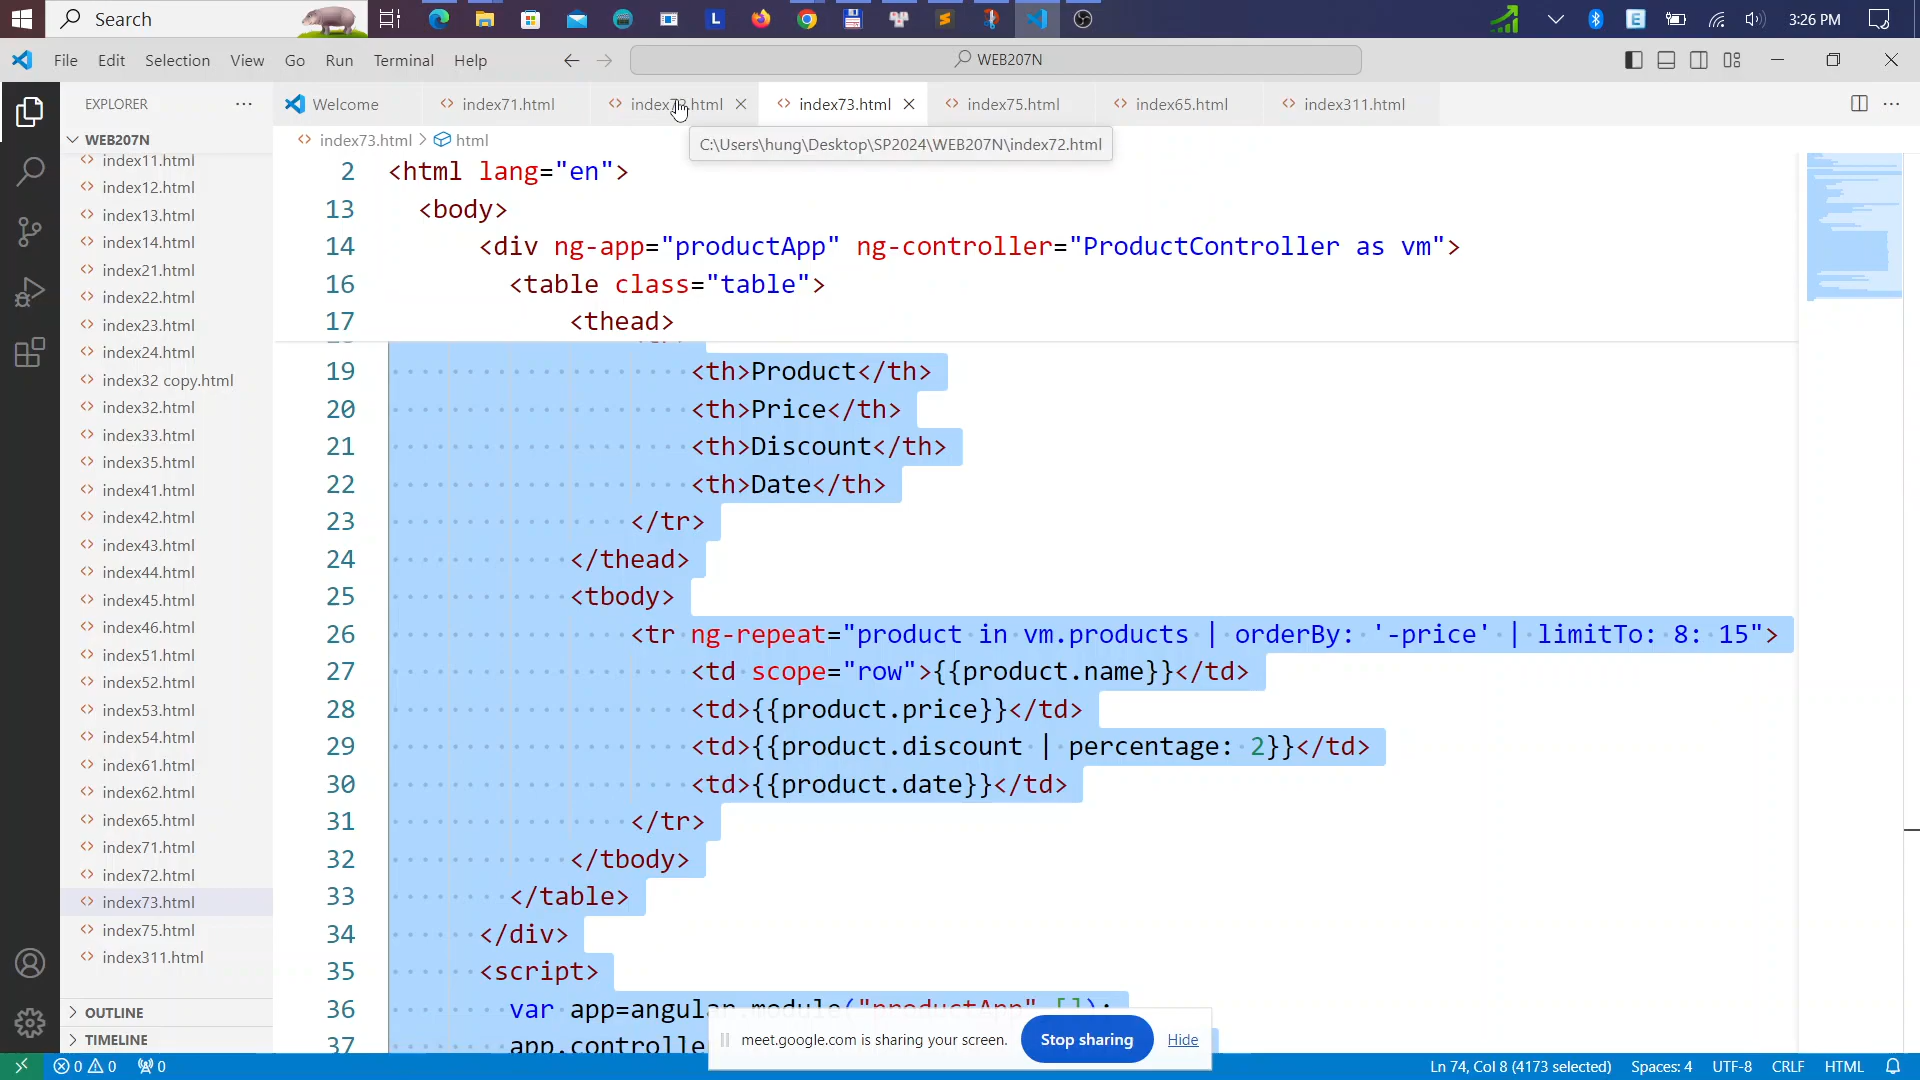 Search
3:26 PM
File Edit Selection View Go Run Terminal Help
WEB207N
EXPLORER
Welcome
index71.html
index73.html
index75.html
index65.html
index311.html
WEB207N
index73.html > html
C:\Users\hung\Desktop\SP2024\WEB207N\index72.html
index11.html
index12.html
index13.html
index14.html
index21.html
index22.html
index23.html
index24.html
index32 copy.html
index32.html
index33.html
index35.html
index41.html
index42.html
index43.html
index44.html
index45.html
index46.html
index51.html
index52.html
index53.html
index54.html
index61.html
index62.html
index65.html
index71.html
index72.html
index73.html
index75.html
index311.html
OUTLINE
TIMELINE
2 <html lang="en">
13 <body>
14 <div ng-app="productApp" ng-controller="ProductController as vm">
16 <table class="table">
17 <thead>
19 <th>Product</th>
20 <th>Price</th>
21 <th>Discount</th>
22 <th>Date</th>
23 </tr>
24 </thead>
25 <tbody>
26 <tr ng-repeat="product in vm.products | orderBy: '-price' | limitTo: 8: 15">
27 <td scope="row">{{product.name}}</td>
28 <td>{{product.price}}</td>
29 <td>{{product.discount | percentage: 2}}</td>
30 <td>{{product.date}}</td>
31 </tr>
32 </tbody>
33 </table>
34 </div>
35 <script>
36 var app=angular.module("productApp",[]);
37 app.controlle
meet.google.com is sharing your screen.
Stop sharing
Hide
0 0 0
Ln 74, Col 8 (4173 selected) Spaces: 4 UTF-8 CRLF HTML